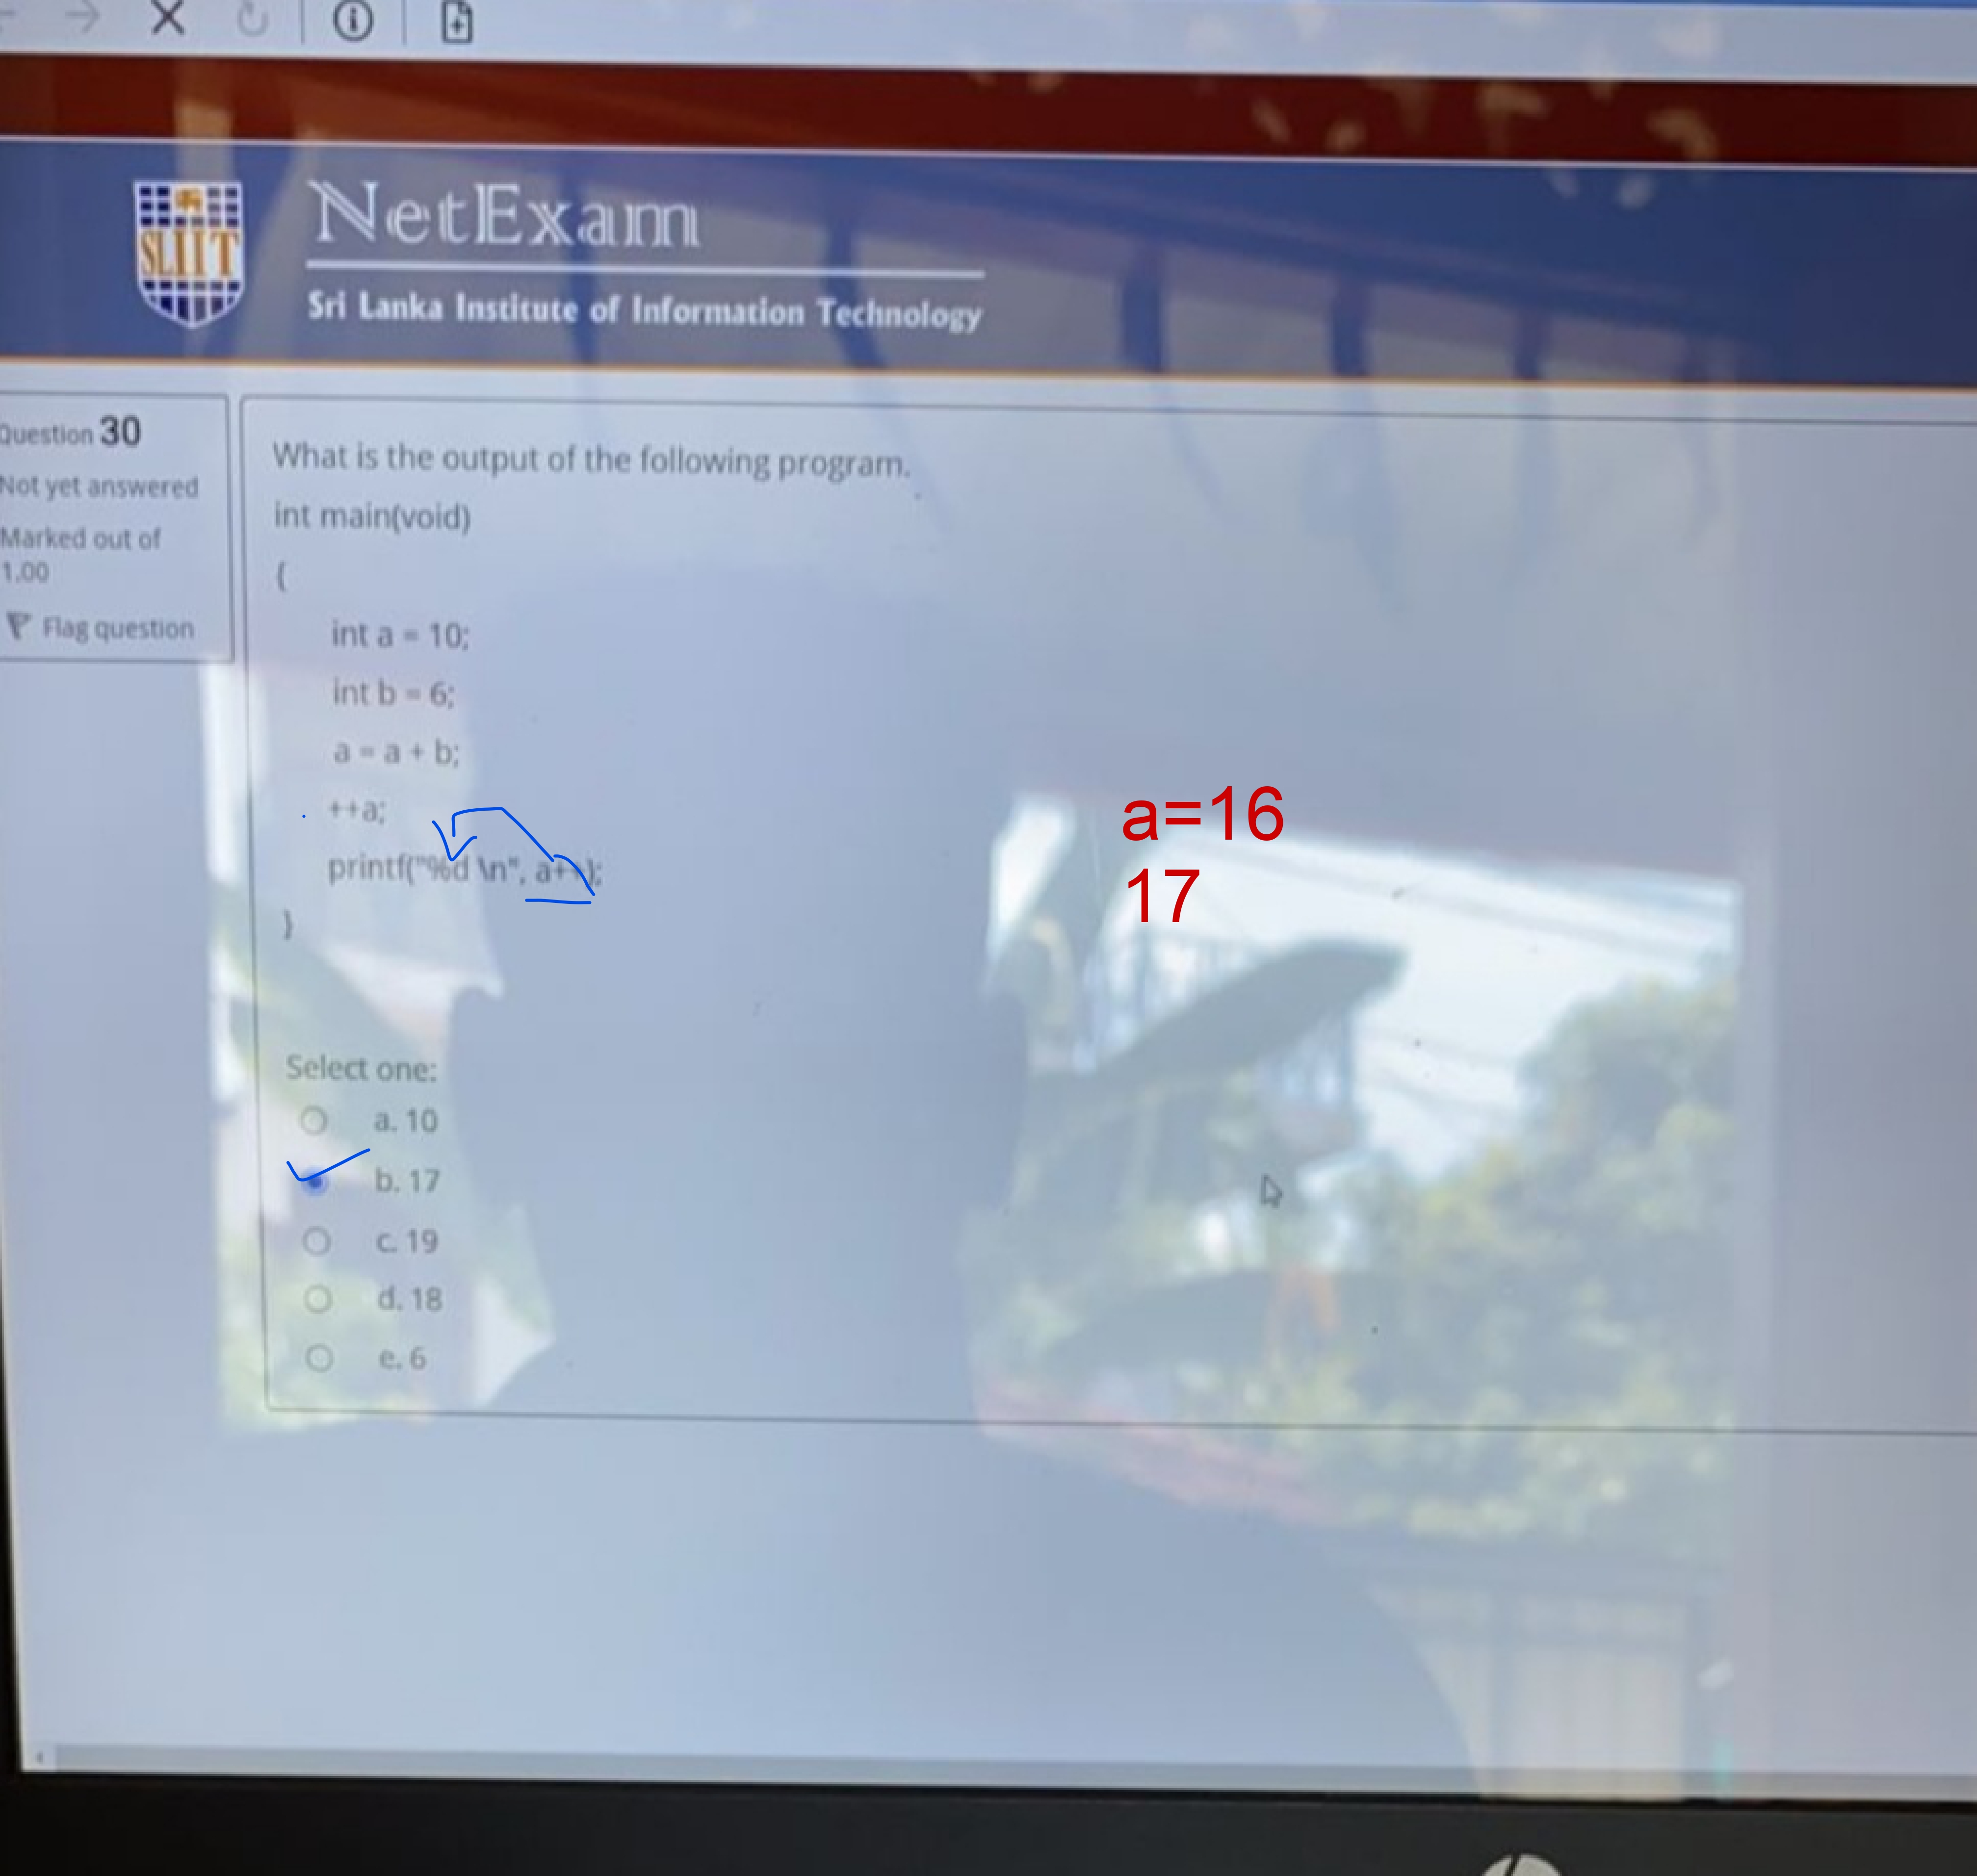 NetExam
SLIIT
Sri Lanka Institute of Information Technology
Question 30
Not yet answered
Marked out of
1.00
Flag question
What is the output of the following program.
int main(void)
{
int a = 10;
int b = 6;
a = a + b;
++a;
printf("%d \n", a++);
}
a=16
17
Select one:
a. 10
b. 17
c. 19
d. 18
e. 6